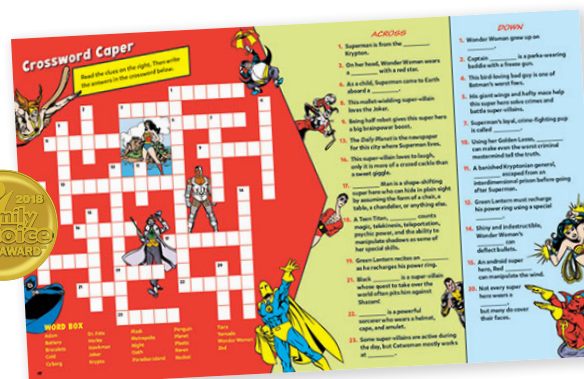 Crossword Caper
Read the clues on the right. Then write
the answers in the crossword below.
2018
mily
oice
AWARD
WORD BOX
Adam
Battery
Bracelets
Cold
Cyborg
Dr. Fate
Harley
Hawkman
Joker
Krypto
Mask
Metropolis
Night
Oath
Paradise Island
Penguin
Planet
Plastic
Raven
Robot
Tiara
Tornado
Wonder Woman
Zod
ACROSS
1. Superman is from the ________
Krypton.
3. On her head, Wonder Woman wears
a ________ with a red star.
6. As a child, Superman came to Earth
aboard a ________.
8. This mallet-wielding super-villain
loves the Joker.
9. Being half robot gives this super hero
a big brainpower boost.
13. The Daily Planet is the newspaper
for this city where Superman lives.
16. This super-villain loves to laugh,
only it is more of a crazed cackle than
a sweet giggle.
17. ________ Man is a shape-shifting
super hero who can hide in plain sight
by assuming the form of a chair, a
table, a chandelier, or anything else.
18. A Teen Titan, ________ counts
magic, telekinesis, teleportation,
psychic power, and the ability to
manipulate shadows as some of
her special skills.
19. Green Lantern recites an ________
as he recharges his power ring.
21. Black ________ is a super-villain
whose quest to take over the
world often pits him against
Shazam!
22. ________ is a powerful
sorcerer who wears a helmet,
cape, and amulet.
23. Some super-villains are active during
the day, but Catwoman mostly works
at ________.
DOWN
1. Wonder Woman grew up on
________.
2. Captain ________ is a parka-wearing
baddie with a freeze gun.
4. This bird-loving bad guy is one of
Batman's worst foes.
5. His giant wings and hefty mace help
this super hero solve crimes and
battle super-villains.
7. Superman's loyal, crime-fighting pup
is called ________.
10. Using her Golden Lasso, ________
can make even the worst criminal
mastermind tell the truth.
11. A banished Kryptonian general,
________ escaped from an
interdimensional prison before going
after Superman.
12. Green Lantern must recharge
his power ring using a special
________.
14. Shiny and indestructible,
Wonder Woman's
________ can
deflect bullets.
15. An android super
hero, Red ________
can manipulate the wind.
20. Not every super
hero wears a
________,
but many do cover
their faces.